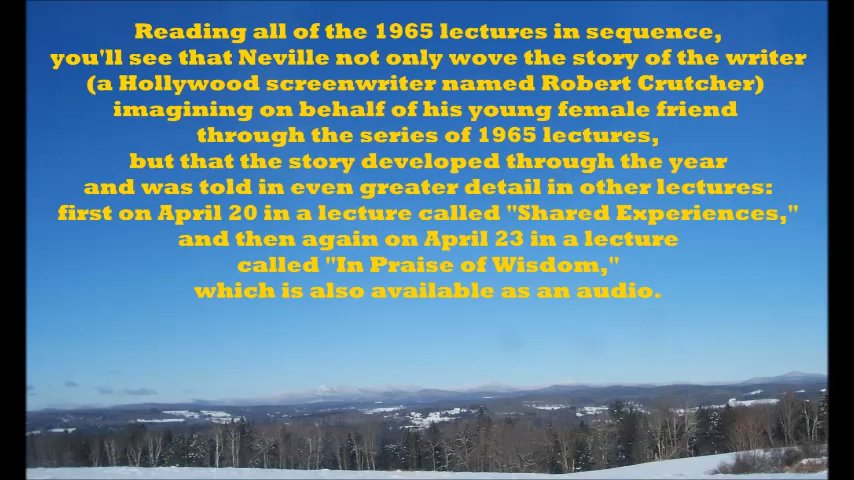 Reading all of the 1965 lectures in sequence,
you'll see that Neville not only wove the story of the writer
(a Hollywood screenwriter named Robert Crutcher)
imagining on behalf of his young female friend
through the series of 1965 lectures,
but that the story developed through the year
and was told in even greater detail in other lectures:
first on April 20 in a lecture called "Shared Experiences,"
and then again on April 23 in a lecture
called "In Praise of Wisdom,"
which is also available as an audio.